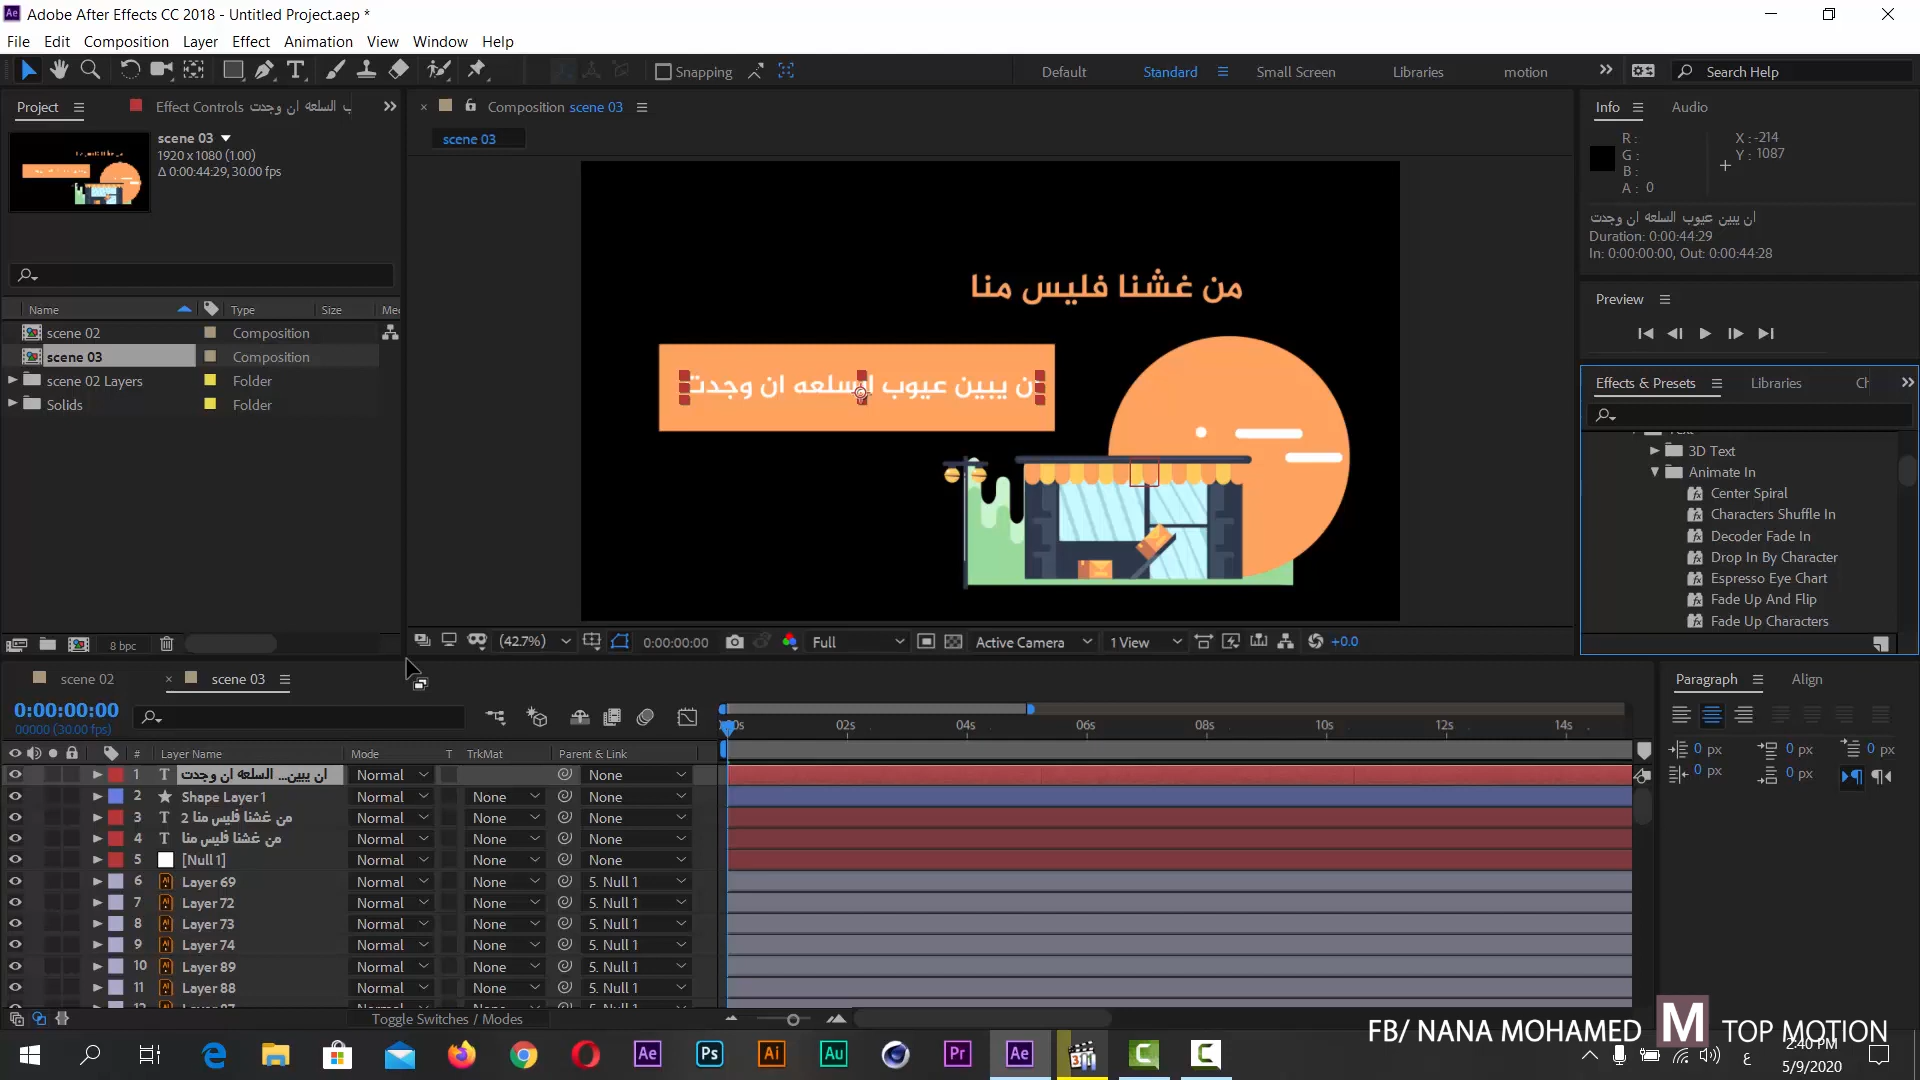 Adobe After Effects CC 2018 - Untitled Project.aep *
File Edit Composition Layer Effect Animation View Window Help
Snapping
Default Standard Small Screen Libraries motion
Search Help
Project
Effect Controls ب السلعه ان وجدت
Composition scene 03
scene 03
Info Audio
scene 03
1920 x 1080 (1.00)
Δ 0:00:44:29, 30.00 fps
R :
G :
B :
A : 0
X : -214
Y : 1087
ان يبين عيوب السلعه ان وجدت
Duration: 0:00:44:29
In: 0:00:00:00, Out: 0:00:44:28
Preview
Name Type Size
scene 02 Composition
scene 03 Composition
scene 02 Layers Folder
Solids Folder
من غشنا فليس منا
ان يبين عيوب السلعه ان وجدت
Effects & Presets Libraries
3D Text
Animate In
Center Spiral
Characters Shuffle In
Decoder Fade In
Drop In By Character
Espresso Eye Chart
Fade Up And Flip
Fade Up Characters
8 bpc
(42.7%) 0:00:00:00 Full Active Camera 1 View +0.0
scene 02 scene 03
0:00:00:00
00000 (30.00 fps)
02s 04s 06s 08s 10s 12s 14s
# Layer Name Mode T TrkMat Parent & Link
1 T ان يبين... السلعه ان وجدت Normal None
2 Shape Layer 1 Normal None None
3 T من غشنا فليس منا 2 Normal None None
4 T من غشنا فليس منا Normal None None
5 [Null 1] Normal None None
6 Layer 69 Normal None 5. Null 1
7 Layer 72 Normal None 5. Null 1
8 Layer 73 Normal None 5. Null 1
9 Layer 74 Normal None 5. Null 1
10 Layer 89 Normal None 5. Null 1
11 Layer 88 Normal None 5. Null 1
Toggle Switches / Modes
Paragraph Align
0 px 0 px 0 px
0 px 0 px
FB/ NANA MOHAMED M TOP MOTION
Ae Ps Ai Au Pr Ae
ع
2:40 PM
5/9/2020